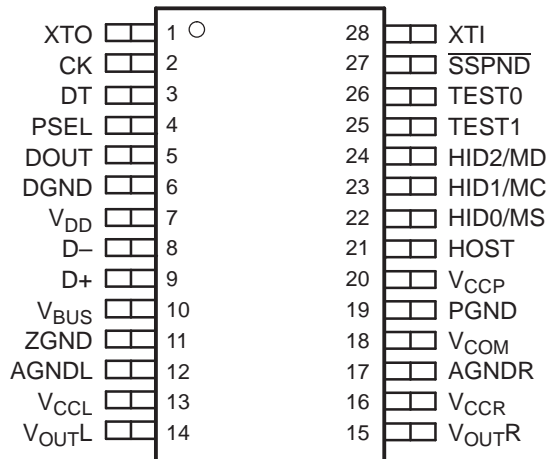 XTO 1 28 XTI
CK 2 27 SSPND
DT 3 26 TEST0
PSEL 4 25 TEST1
DOUT 5 24 HID2/MD
DGND 6 23 HID1/MC
VDD 7 22 HID0/MS
D– 8 21 HOST
D+ 9 20 VCCP
VBUS 10 19 PGND
ZGND 11 18 VCOM
AGNDL 12 17 AGNDR
VCCL 13 16 VCCR
VOUTL 14 15 VOUTR